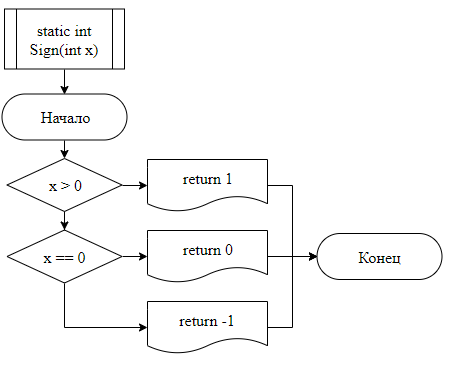 static int
Sign(int x)
Начало
x > 0
return 1
x == 0
return 0
Конец
return -1